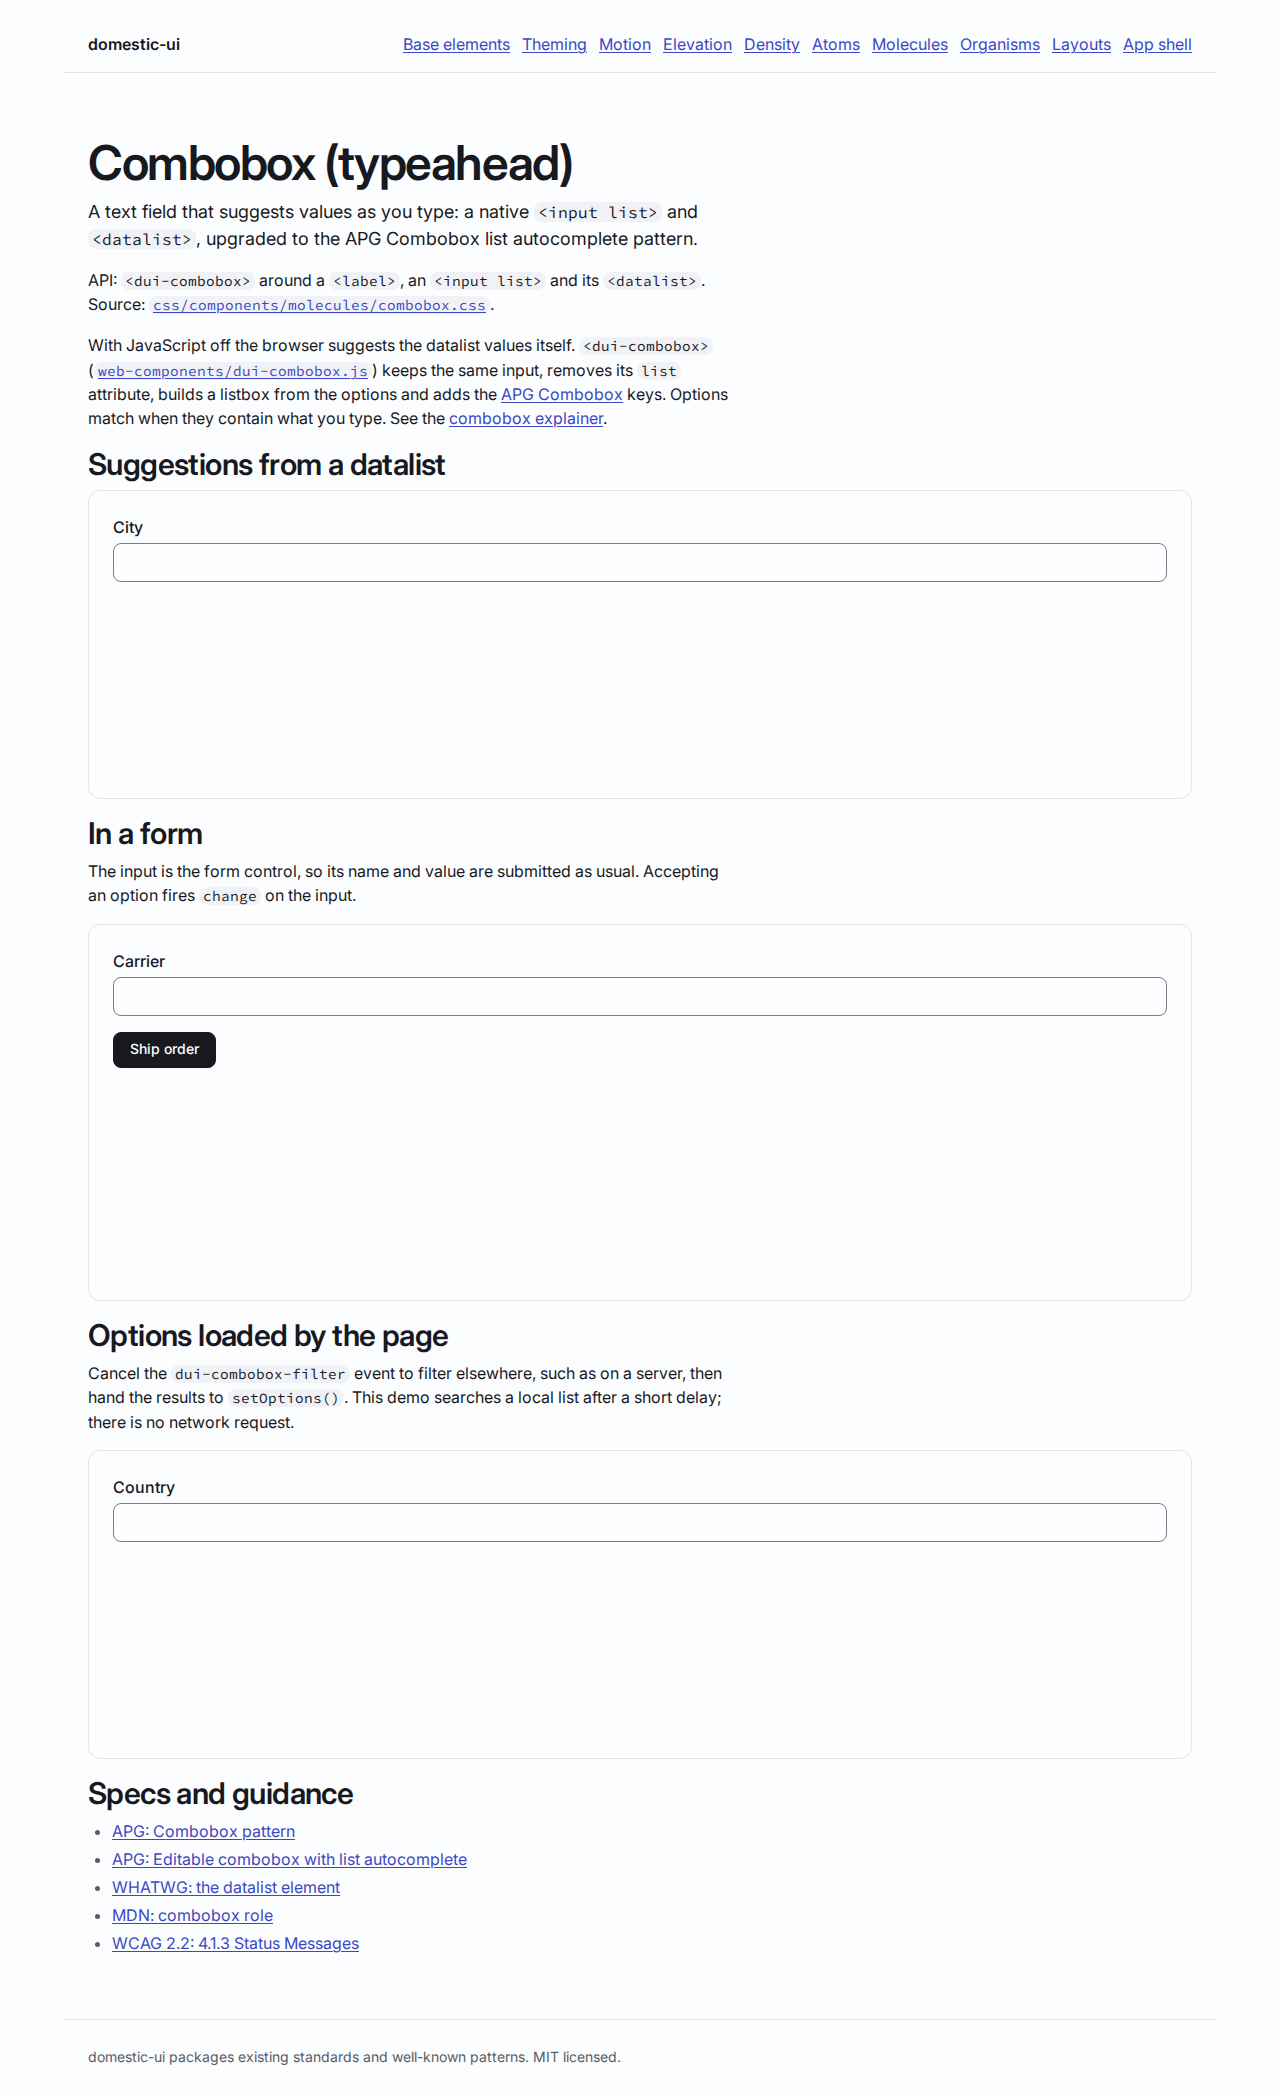 domestic-ui
Base elements Theming Motion Elevation Density Atoms Molecules Organisms Layouts App shell
Combobox (typeahead)
A text field that suggests values as you type: a native <input list> and
<datalist>, upgraded to the APG Combobox list autocomplete pattern.
API: <dui-combobox> around a <label>, an <input list> and its <datalist>.
Source: css/components/molecules/combobox.css.
With JavaScript off the browser suggests the datalist values itself. <dui-combobox>
(web-components/dui-combobox.js) keeps the same input, removes its list
attribute, builds a listbox from the options and adds the APG Combobox keys. Options
match when they contain what you type. See the combobox explainer.
Suggestions from a datalist
City
In a form
The input is the form control, so its name and value are submitted as usual. Accepting
an option fires change on the input.
Carrier
Ship order
Options loaded by the page
Cancel the dui-combobox-filter event to filter elsewhere, such as on a server, then
hand the results to setOptions(). This demo searches a local list after a short delay;
there is no network request.
Country
Specs and guidance
• APG: Combobox pattern
• APG: Editable combobox with list autocomplete
• WHATWG: the datalist element
• MDN: combobox role
• WCAG 2.2: 4.1.3 Status Messages
domestic-ui packages existing standards and well-known patterns. MIT licensed.